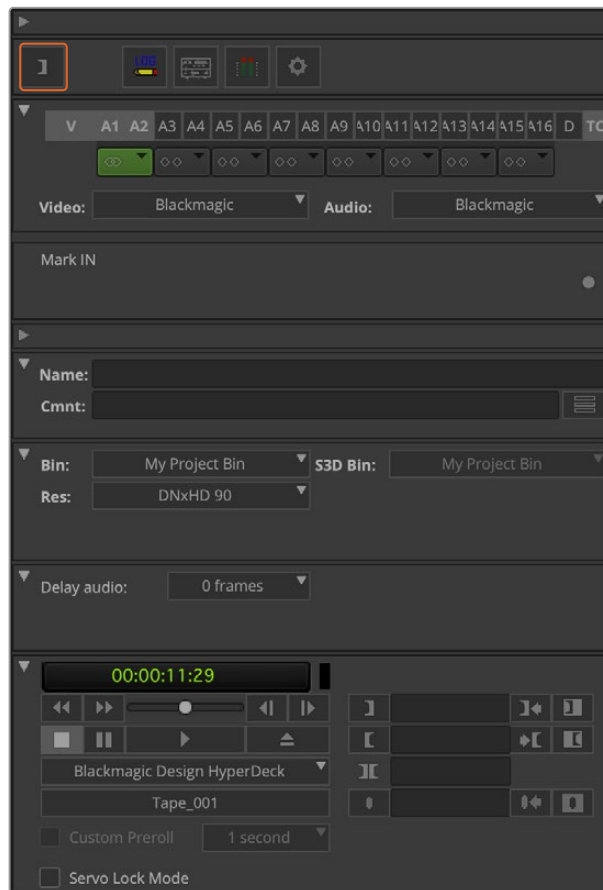 LOG
V A1 A2 A3 A4 A5 A6 A7 A8 A9 A10 A11 A12 A13 A14 A15 A16 D TC
Video: Blackmagic Audio: Blackmagic
Mark IN
Name:
Cmnt:
Bin: My Project Bin S3D Bin: My Project Bin
Res: DNxHD 90
Delay audio: 0 frames
00:00:11:29
Blackmagic Design HyperDeck
Tape_001
Custom Preroll 1 second
Servo Lock Mode